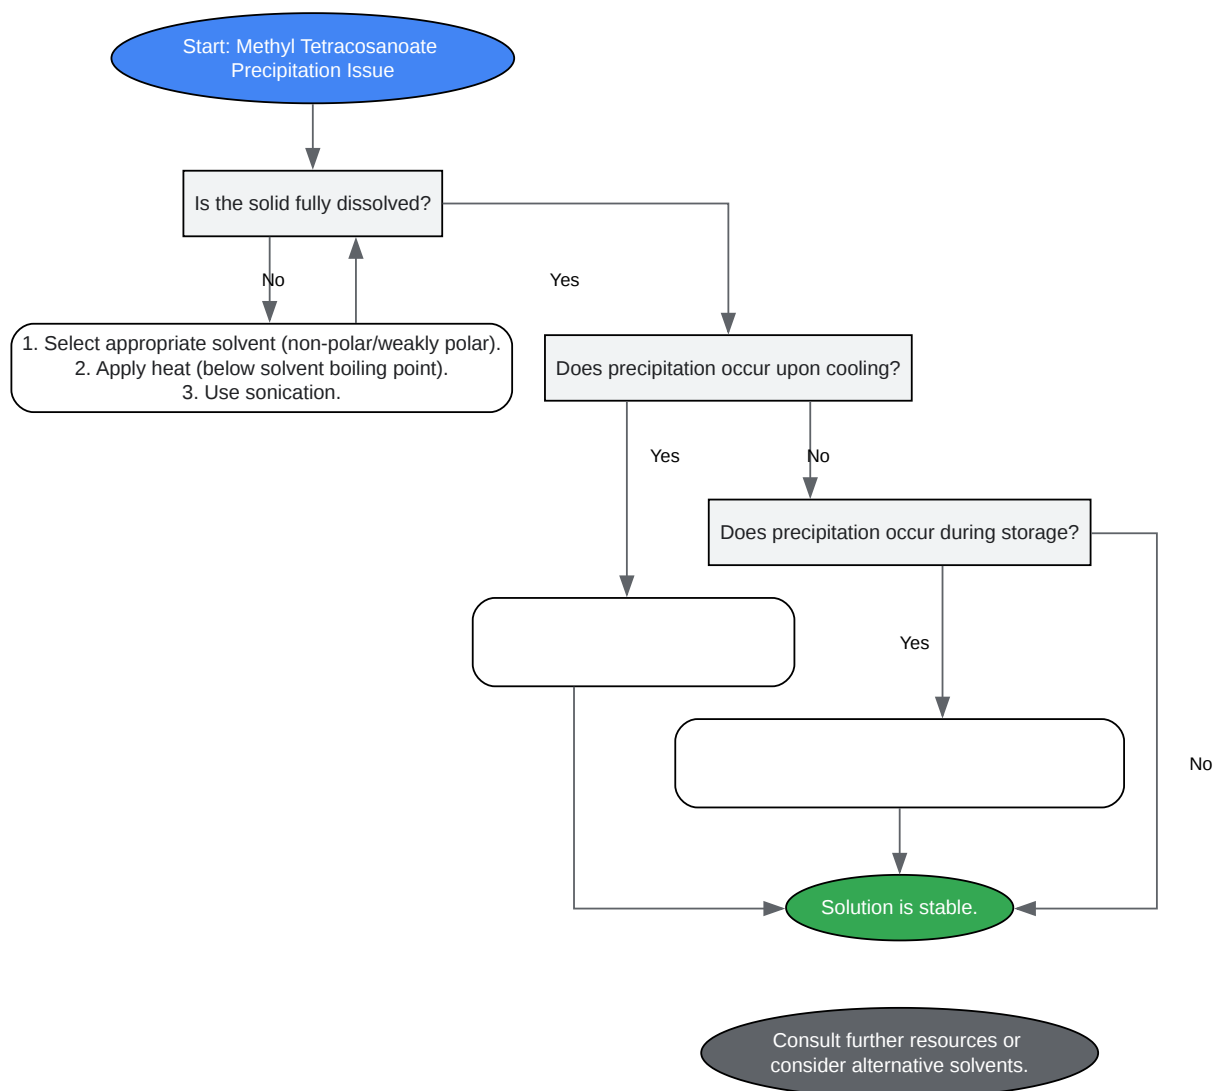 Start: Methyl Tetracosanoate
Precipitation Issue
Is the solid fully dissolved?
No
Yes
1. Select appropriate solvent (non-polar/weakly polar).
2. Apply heat (below solvent boiling point).
3. Use sonication.
Does precipitation occur upon cooling?
Yes
No
Does precipitation occur during storage?
Yes
No
Solution is stable.
Consult further resources or
consider alternative solvents.